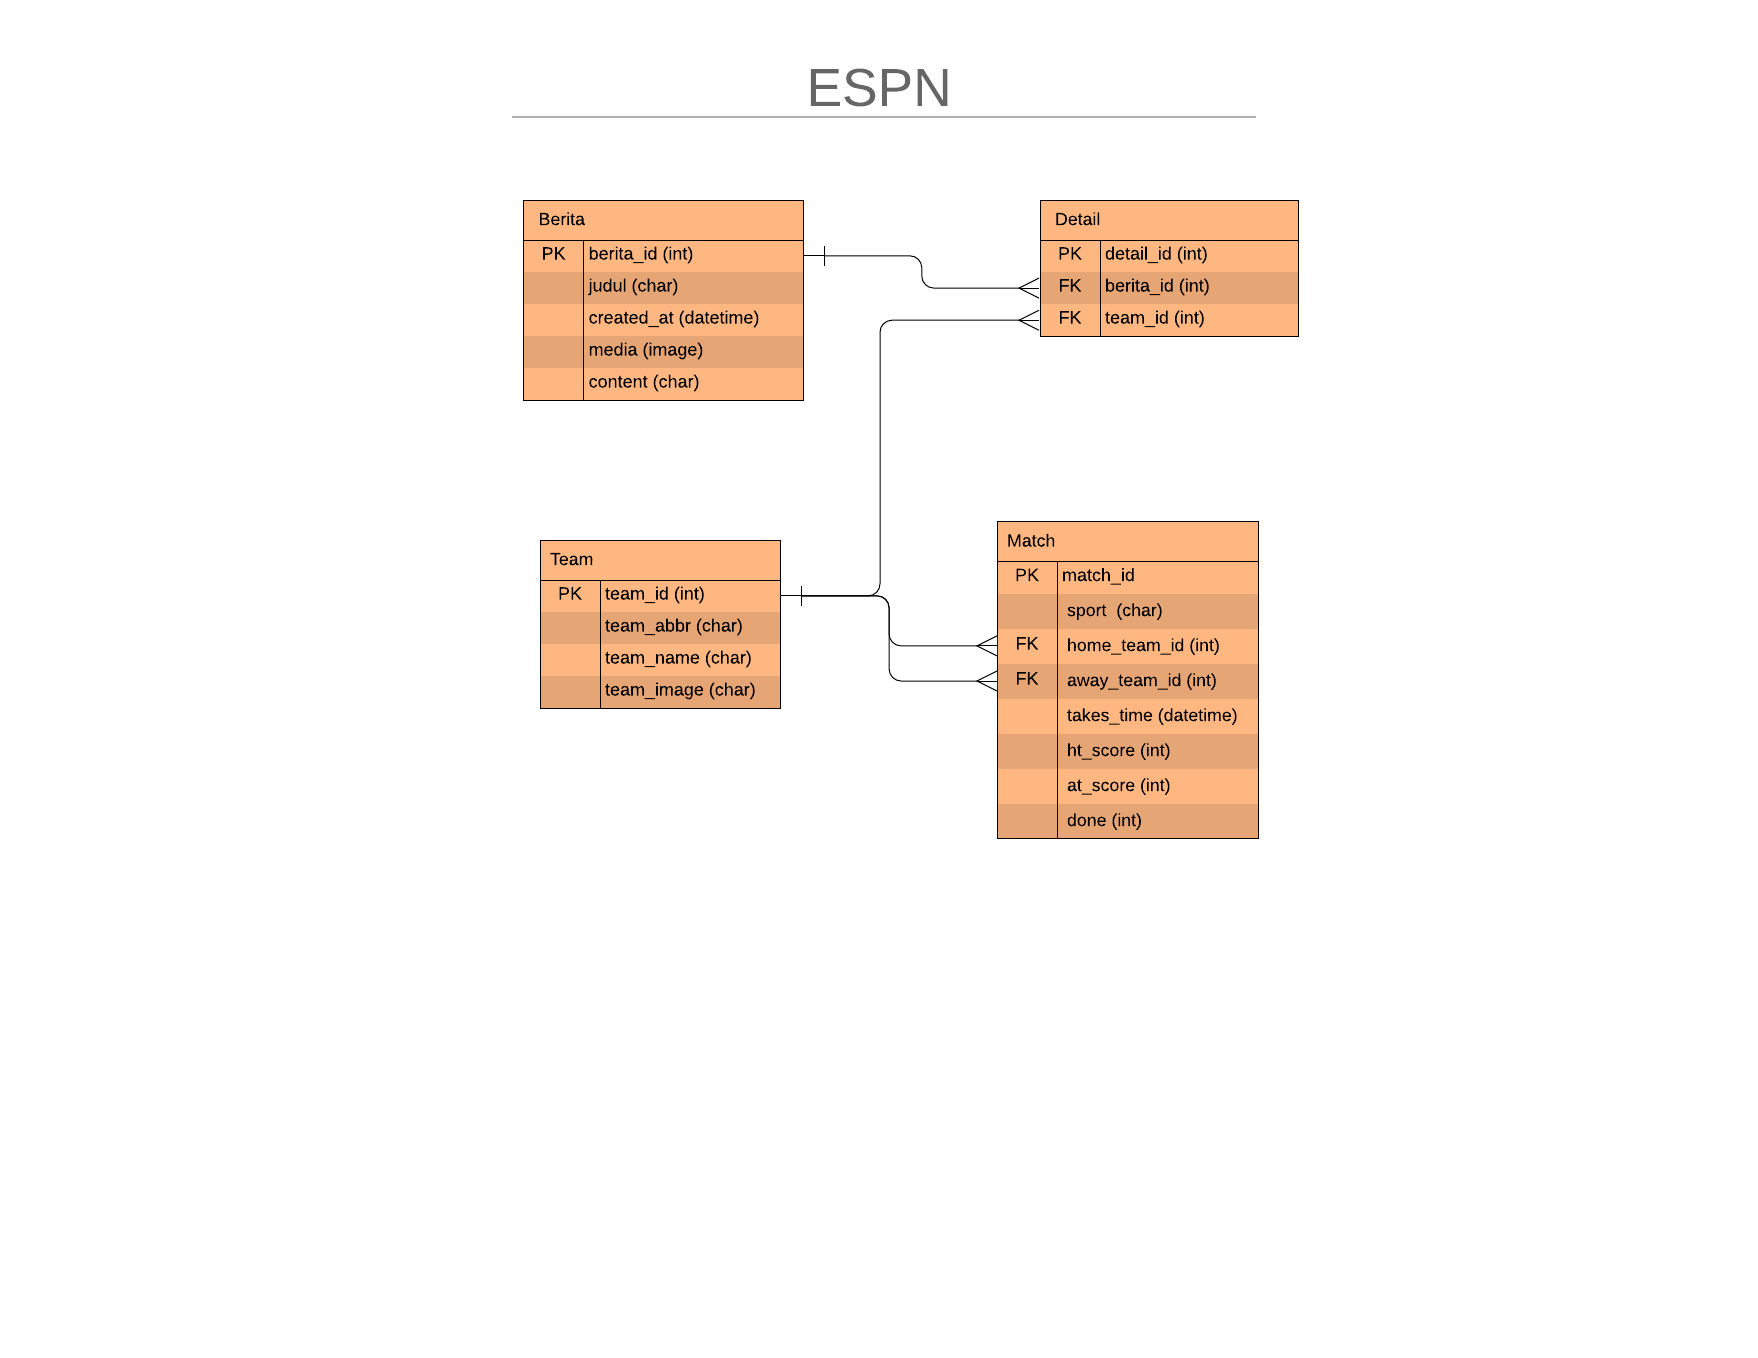 ESPN
Berita
PK berita_id (int)
judul (char)
created_at (datetime)
media (image)
content (char)
Detail
PK detail_id (int)
FK berita_id (int)
FK team_id (int)
Team
PK team_id (int)
team_abbr (char)
team_name (char)
team_image (char)
Match
PK match_id
sport (char)
FK home_team_id (int)
FK away_team_id (int)
takes_time (datetime)
ht_score (int)
at_score (int)
done (int)